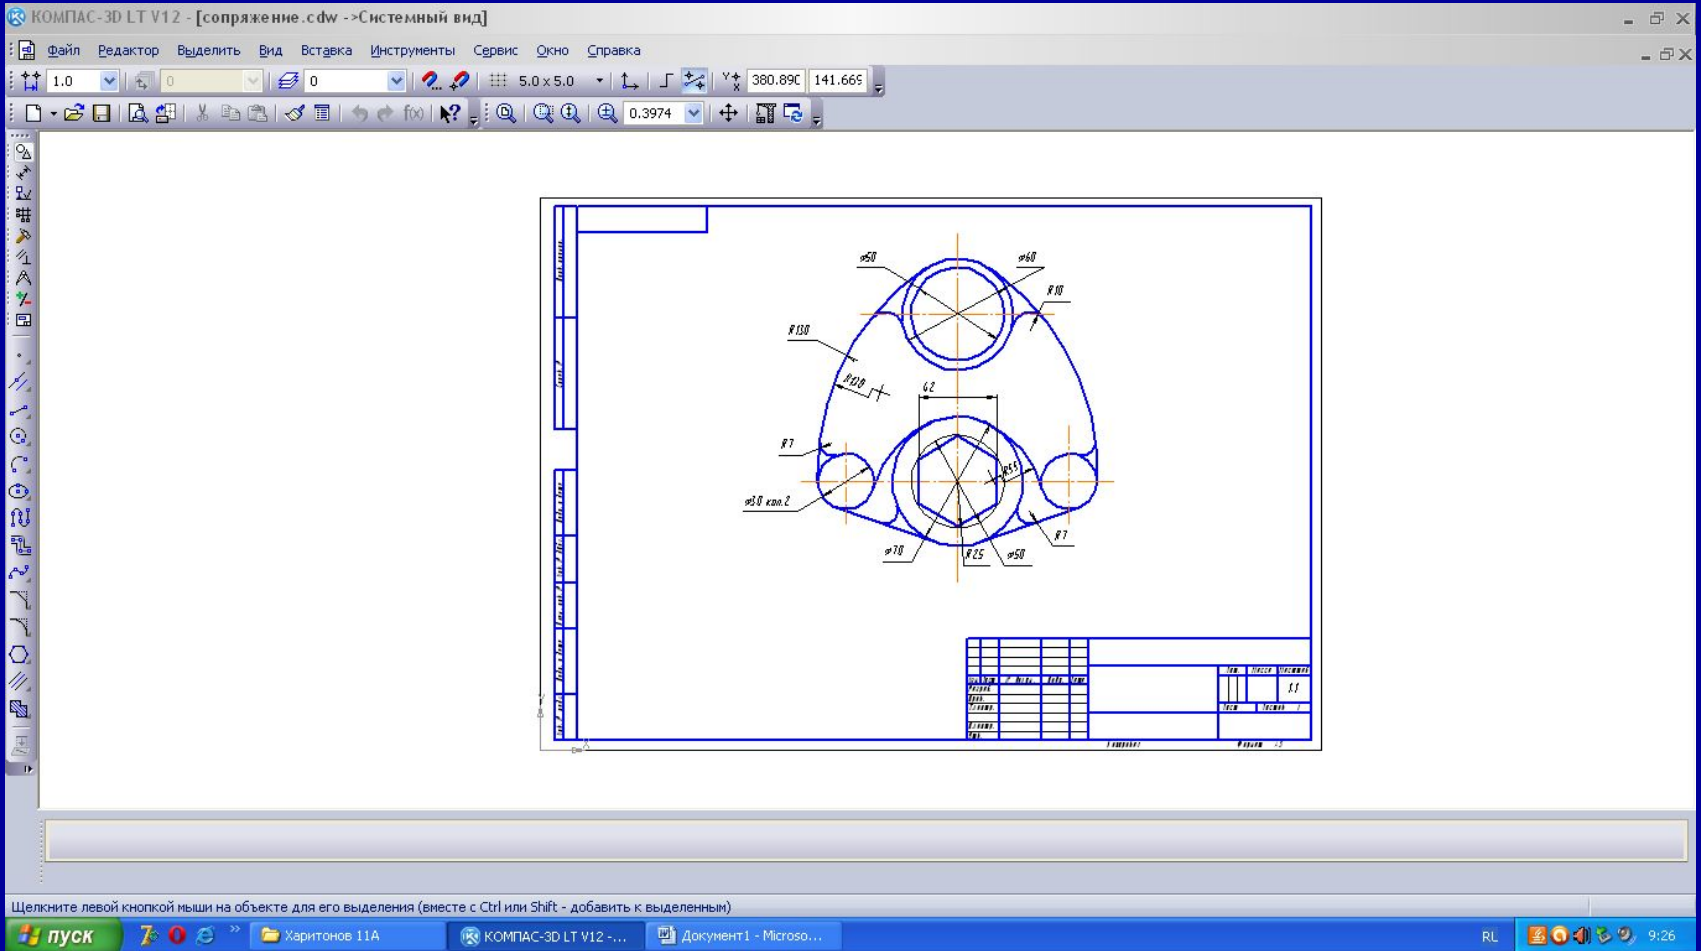 КОМПАС-3D LT V12 - [сопряжение.cdw ->Системный вид]
Файл Редактор Выделить Вид Вставка Инструменты Сервис Окно Справка
1.0 0 0 5.0 x 5.0 380.890 141.669
0.3974
ø50 ø60
R10
R130
R128
42
R7
R55
ø30 кол.2
R7
ø70 R25 ø50
1:1
Щелкните левой кнопкой мыши на объекте для его выделения (вместе с Ctrl или Shift - добавить к выделенным)
пуск Харитонов 11А КОМПАС-3D LT V12 -... Документ1 - Microso... RL 9:26